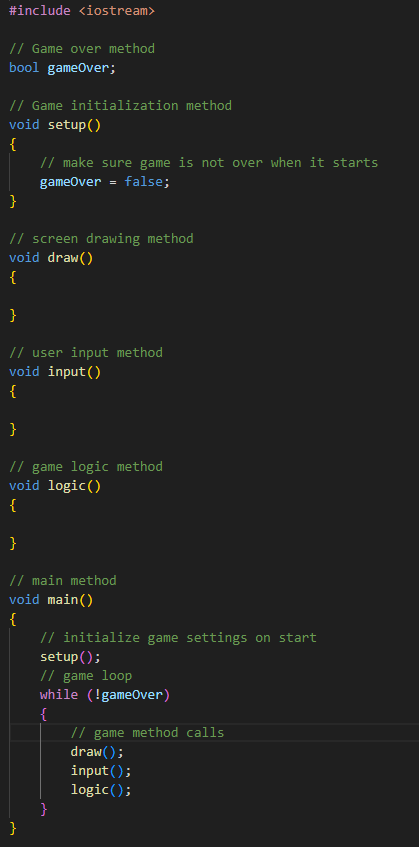 #include <iostream>
// Game over method
bool gameOver;
// Game initialization method
void setup()
{
    // make sure game is not over when it starts
    gameOver = false;
}
// screen drawing method
void draw()
{
}
// user input method
void input()
{
}
// game logic method
void logic()
{
}
// main method
void main()
{
    // initialize game settings on start
    setup();
    // game loop
    while (!gameOver)
    {
        // game method calls
        draw();
        input();
        logic();
    }
}